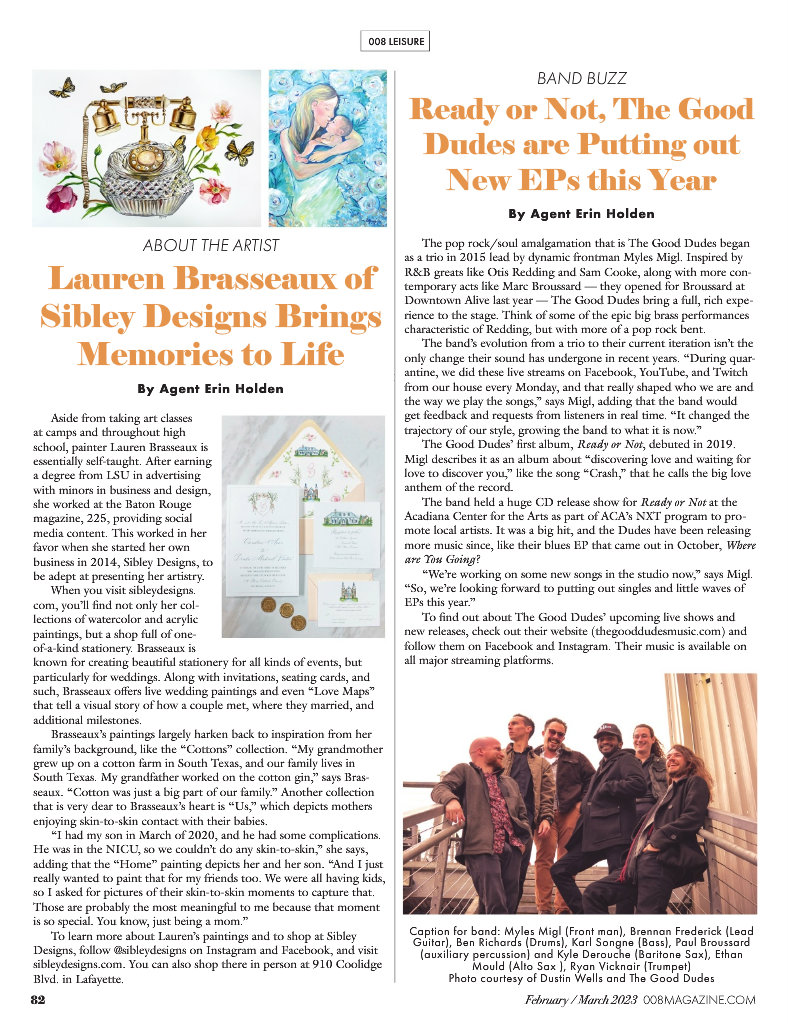 008 LEISURE
ABOUT THE ARTIST
Lauren Brasseaux of
Sibley Designs Brings
Memories to Life
By Agent Erin Holden
Aside from taking art classes
at camps and throughout high
school, painter Lauren Brasseaux is
essentially self-taught. After earning
a degree from LSU in advertising
with minors in business and design,
she worked at the Baton Rouge
magazine, 225, providing social
media content. This worked in her
favor when she started her own
business in 2014, Sibley Designs, to
be adept at presenting her artistry.
When you visit sibleydesigns.
com, you’ll find not only her col-
lections of watercolor and acrylic
paintings, but a shop full of one-
of-a-kind stationery. Brasseaux is
known for creating beautiful stationery for all kinds of events, but
particularly for weddings. Along with invitations, seating cards, and
such, Brasseaux offers live wedding paintings and even “Love Maps”
that tell a visual story of how a couple met, where they married, and
additional milestones.
Brasseaux’s paintings largely harken back to inspiration from her
family’s background, like the “Cottons” collection. “My grandmother
grew up on a cotton farm in South Texas, and our family lives in
South Texas. My grandfather worked on the cotton gin,” says Bras-
seaux. “Cotton was just a big part of our family.” Another collection
that is very dear to Brasseaux’s heart is “Us,” which depicts mothers
enjoying skin-to-skin contact with their babies.
“I had my son in March of 2020, and he had some complications.
He was in the NICU, so we couldn’t do any skin-to-skin,” she says,
adding that the “Home” painting depicts her and her son. “And I just
really wanted to paint that for my friends too. We were all having kids,
so I asked for pictures of their skin-to-skin moments to capture that.
Those are probably the most meaningful to me because that moment
is so special. You know, just being a mom.”
To learn more about Lauren’s paintings and to shop at Sibley
Designs, follow @sibleydesigns on Instagram and Facebook, and visit
sibleydesigns.com. You can also shop there in person at 910 Coolidge
Blvd. in Lafayette.
BAND BUZZ
Ready or Not, The Good
Dudes are Putting out
New EPs this Year
By Agent Erin Holden
The pop rock/soul amalgamation that is The Good Dudes began
as a trio in 2015 lead by dynamic frontman Myles Migl. Inspired by
R&B greats like Otis Redding and Sam Cooke, along with more con-
temporary acts like Marc Broussard — they opened for Broussard at
Downtown Alive last year — The Good Dudes bring a full, rich expe-
rience to the stage. Think of some of the epic big brass performances
characteristic of Redding, but with more of a pop rock bent.
The band’s evolution from a trio to their current iteration isn’t the
only change their sound has undergone in recent years. “During quar-
antine, we did these live streams on Facebook, YouTube, and Twitch
from our house every Monday, and that really shaped who we are and
the way we play the songs,” says Migl, adding that the band would
get feedback and requests from listeners in real time. “It changed the
trajectory of our style, growing the band to what it is now.”
The Good Dudes’ first album, Ready or Not, debuted in 2019.
Migl describes it as an album about “discovering love and waiting for
love to discover you,” like the song “Crash,” that he calls the big love
anthem of the record.
The band held a huge CD release show for Ready or Not at the
Acadiana Center for the Arts as part of ACA’s NXT program to pro-
mote local artists. It was a big hit, and the Dudes have been releasing
more music since, like their blues EP that came out in October, Where
are You Going?
“We’re working on some new songs in the studio now,” says Migl.
“So, we’re looking forward to putting out singles and little waves of
EPs this year.”
To find out about The Good Dudes’ upcoming live shows and
new releases, check out their website (thegooddudesmusic.com) and
follow them on Facebook and Instagram. Their music is available on
all major streaming platforms.
Caption for band: Myles Migl (Front man), Brennan Frederick (Lead
Guitar), Ben Richards (Drums), Karl Songne (Bass), Paul Broussard
(auxiliary percussion) and Kyle Derouche (Baritone Sax), Ethan
Mould (Alto Sax ), Ryan Vicknair (Trumpet)
Photo courtesy of Dustin Wells and The Good Dudes
82
February / March 2023 008MAGAZINE.COM